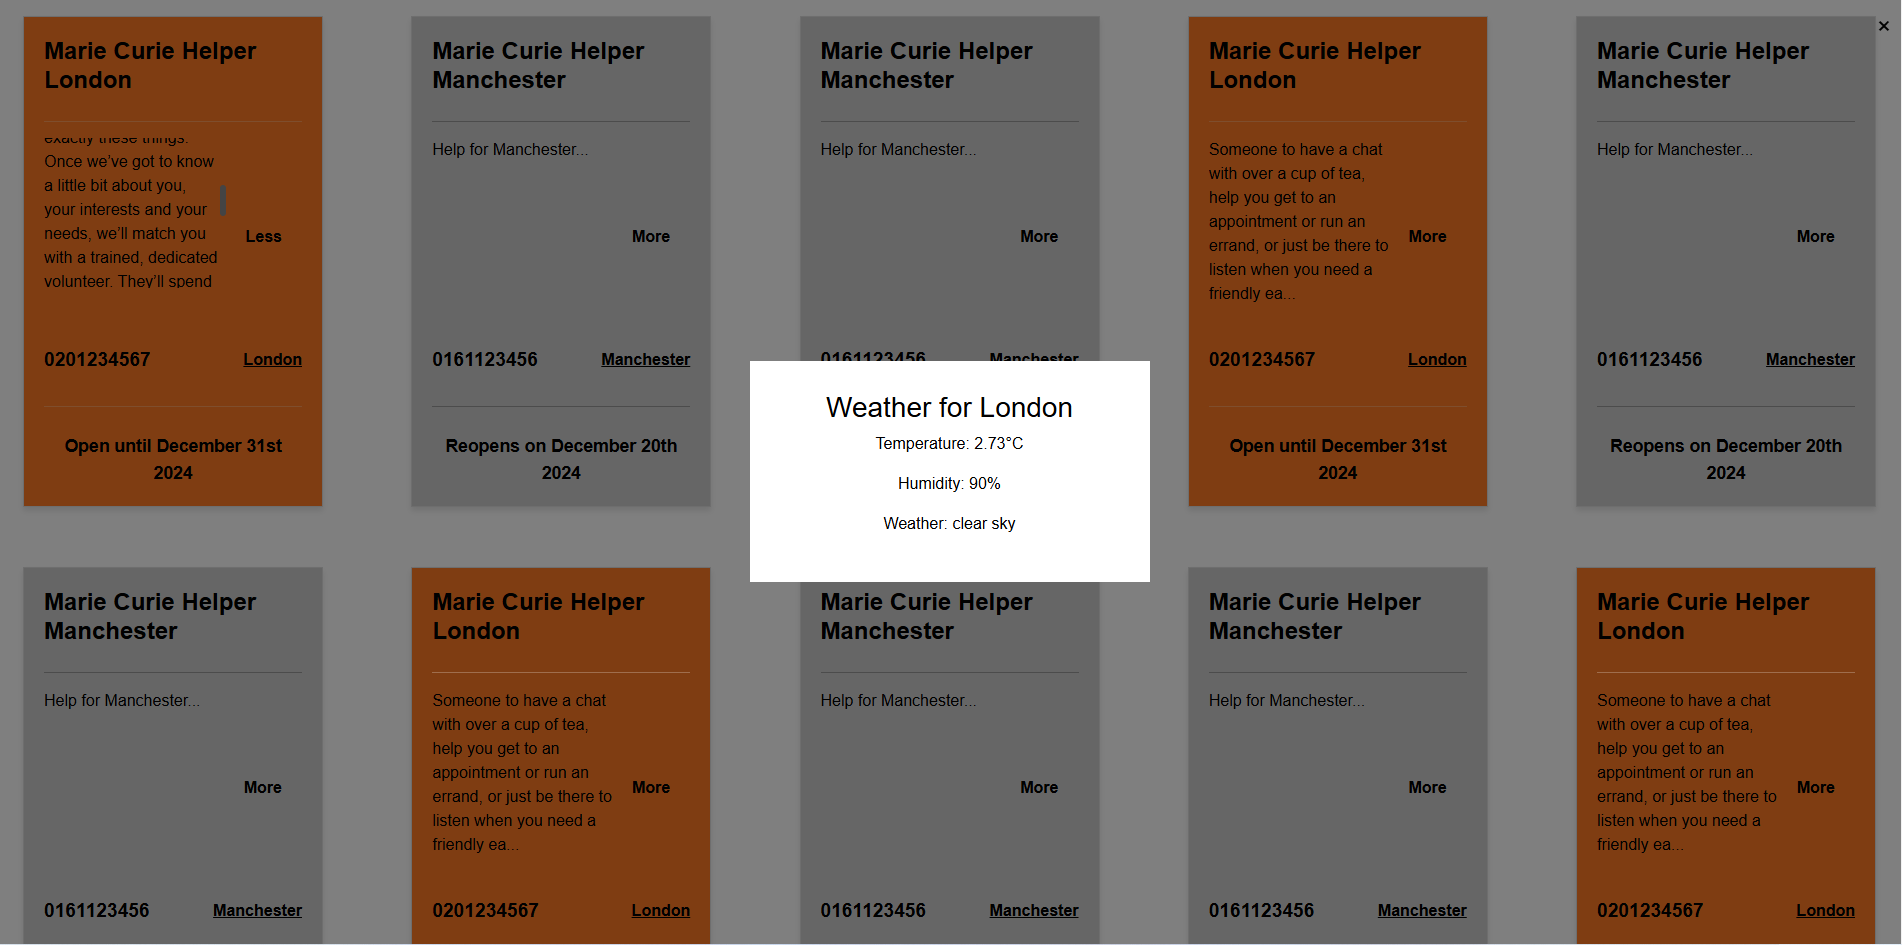 Marie Curie Helper
London
exactly these things.
Once we’ve got to know
a little bit about you,
your interests and your
needs, we’ll match you
with a trained, dedicated
volunteer. They’ll spend
Less
0201234567
London
Open until December 31st
2024
Marie Curie Helper
Manchester
Help for Manchester...
More
0161123456
Manchester
Reopens on December 20th
2024
Marie Curie Helper
Manchester
Help for Manchester...
More
0161123456
Manchester
Marie Curie Helper
London
Someone to have a chat
with over a cup of tea,
help you get to an
appointment or run an
errand, or just be there to
listen when you need a
friendly ea...
More
0201234567
London
Open until December 31st
2024
Marie Curie Helper
Manchester
Help for Manchester...
More
0161123456
Manchester
Reopens on December 20th
2024
×
Weather for London
Temperature: 2.73°C
Humidity: 90%
Weather: clear sky
Marie Curie Helper
Manchester
Help for Manchester...
More
0161123456
Manchester
Marie Curie Helper
London
Someone to have a chat
with over a cup of tea,
help you get to an
appointment or run an
errand, or just be there to
listen when you need a
friendly ea...
More
0201234567
London
Marie Curie Helper
Manchester
Help for Manchester...
More
0161123456
Manchester
Marie Curie Helper
Manchester
Help for Manchester...
More
0161123456
Manchester
Marie Curie Helper
London
Someone to have a chat
with over a cup of tea,
help you get to an
appointment or run an
errand, or just be there to
listen when you need a
friendly ea...
More
0201234567
London